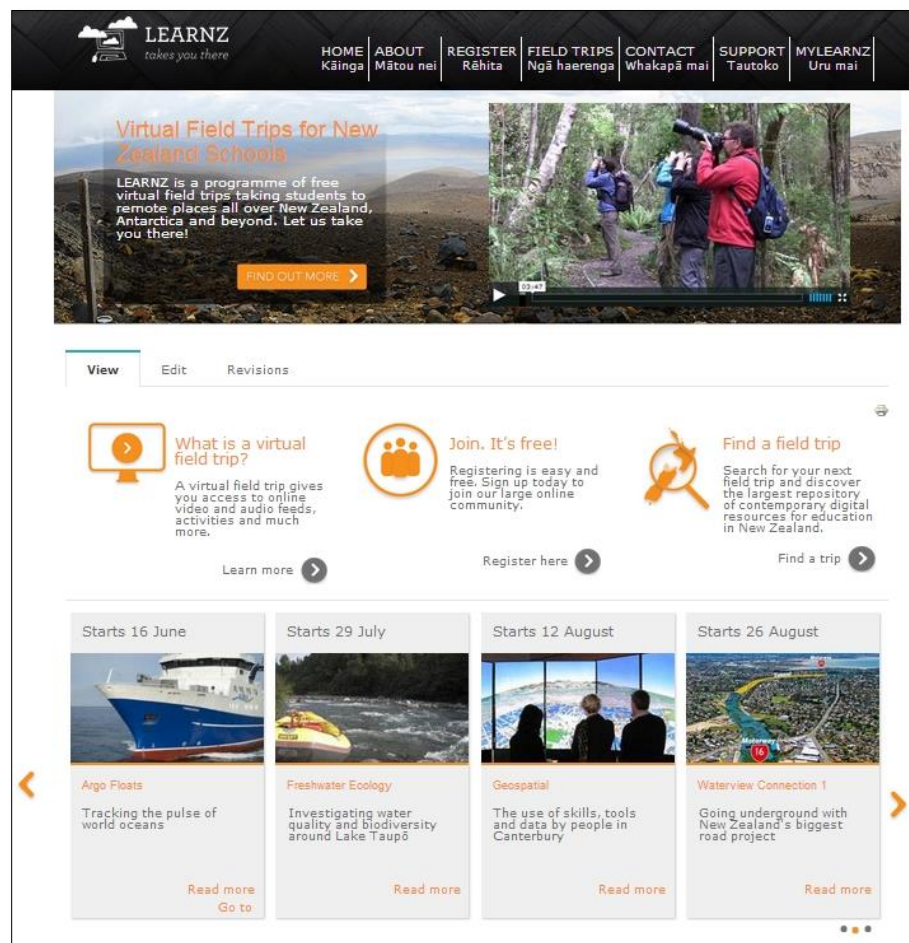 LEARNZ
takes you there
HOME ABOUT REGISTER FIELD TRIPS CONTACT SUPPORT MYLEARNZ
Kāinga Mātou nei Rēhita Ngā haerenga Whakapā mai Tautoko Uru mai
Virtual Field Trips for New
Zealand Schools
LEARNZ is a programme of free
virtual field trips taking students to
remote places all over New Zealand,
Antarctica and beyond. Let us take
you there!
FIND OUT MORE
03:47
View Edit Revisions
What is a virtual
field trip?
A virtual field trip gives
you access to online
video and audio feeds,
activities and much
more.
Learn more
Join. It's free!
Registering is easy and
free. Sign up today to
join our large online
community.
Register here
Find a field trip
Search for your next
field trip and discover
the largest repository
of contemporary digital
resources for education
in New Zealand.
Find a trip
Starts 16 June
Argo Floats
Tracking the pulse of
world oceans
Read more
Go to
Starts 29 July
Freshwater Ecology
Investigating water
quality and biodiversity
around Lake Taupō
Read more
Starts 12 August
Geospatial
The use of skills, tools
and data by people in
Canterbury
Read more
Starts 26 August
Motorway
16
Waterview Connection 1
Going underground with
New Zealand's biggest
road project
Read more